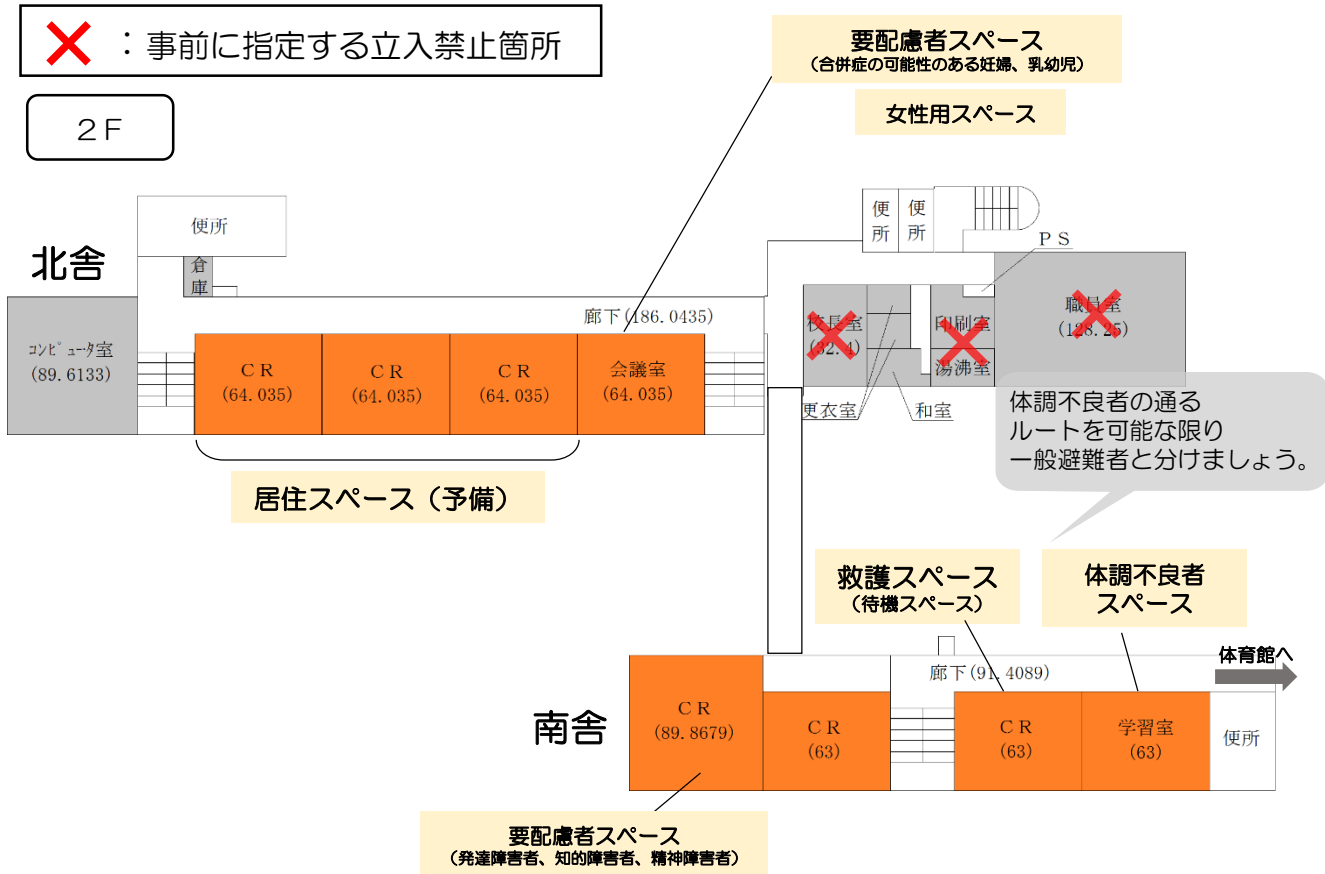 ：事前に指定する立入禁止箇所
２Ｆ
要配慮者スペース
（合併症の可能性のある妊婦、乳幼児）
女性用スペース
北舎
便所
倉庫
便所
便所
ＰＳ
廊下(186.0435)
コンピュータ室
(89.6133)
ＣＲ
(64.035)
ＣＲ
(64.035)
ＣＲ
(64.035)
会議室
(64.035)
校長室
(32.4)
印刷室
湯沸室
職員室
(128.25)
更衣室
和室
体調不良者の通る
ルートを可能な限り
一般避難者と分けましょう。
居住スペース（予備）
救護スペース
（待機スペース）
体調不良者
スペース
南舎
廊下(91.4089)
体育館へ
ＣＲ
(89.8679)
ＣＲ
(63)
ＣＲ
(63)
学習室
(63)
便所
要配慮者スペース
（発達障害者、知的障害者、精神障害者）